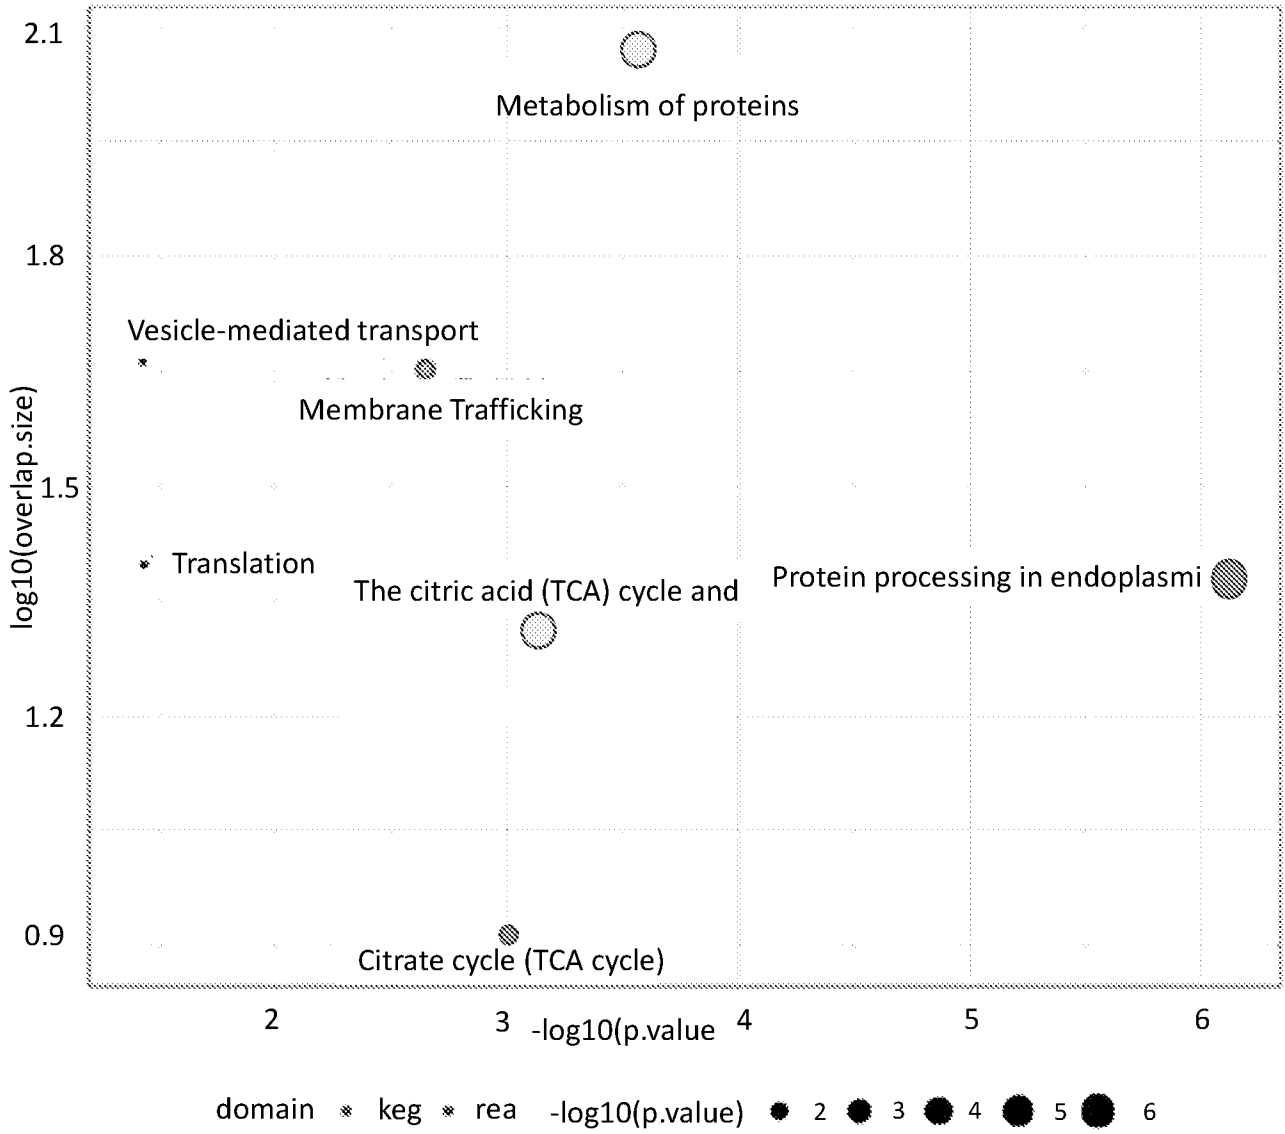 2.1
Metabolism of proteins
1.8
Vesicle-mediated transport
Membrane Trafficking
log10(overlap.size)
1.5
Translation
The citric acid (TCA) cycle and
Protein processing in endoplasmi
1.2
0.9
Citrate cycle (TCA cycle)
2 3 4 5 6
-log10(p.value
domain keg rea -log10(p.value) 2 3 4 5 6